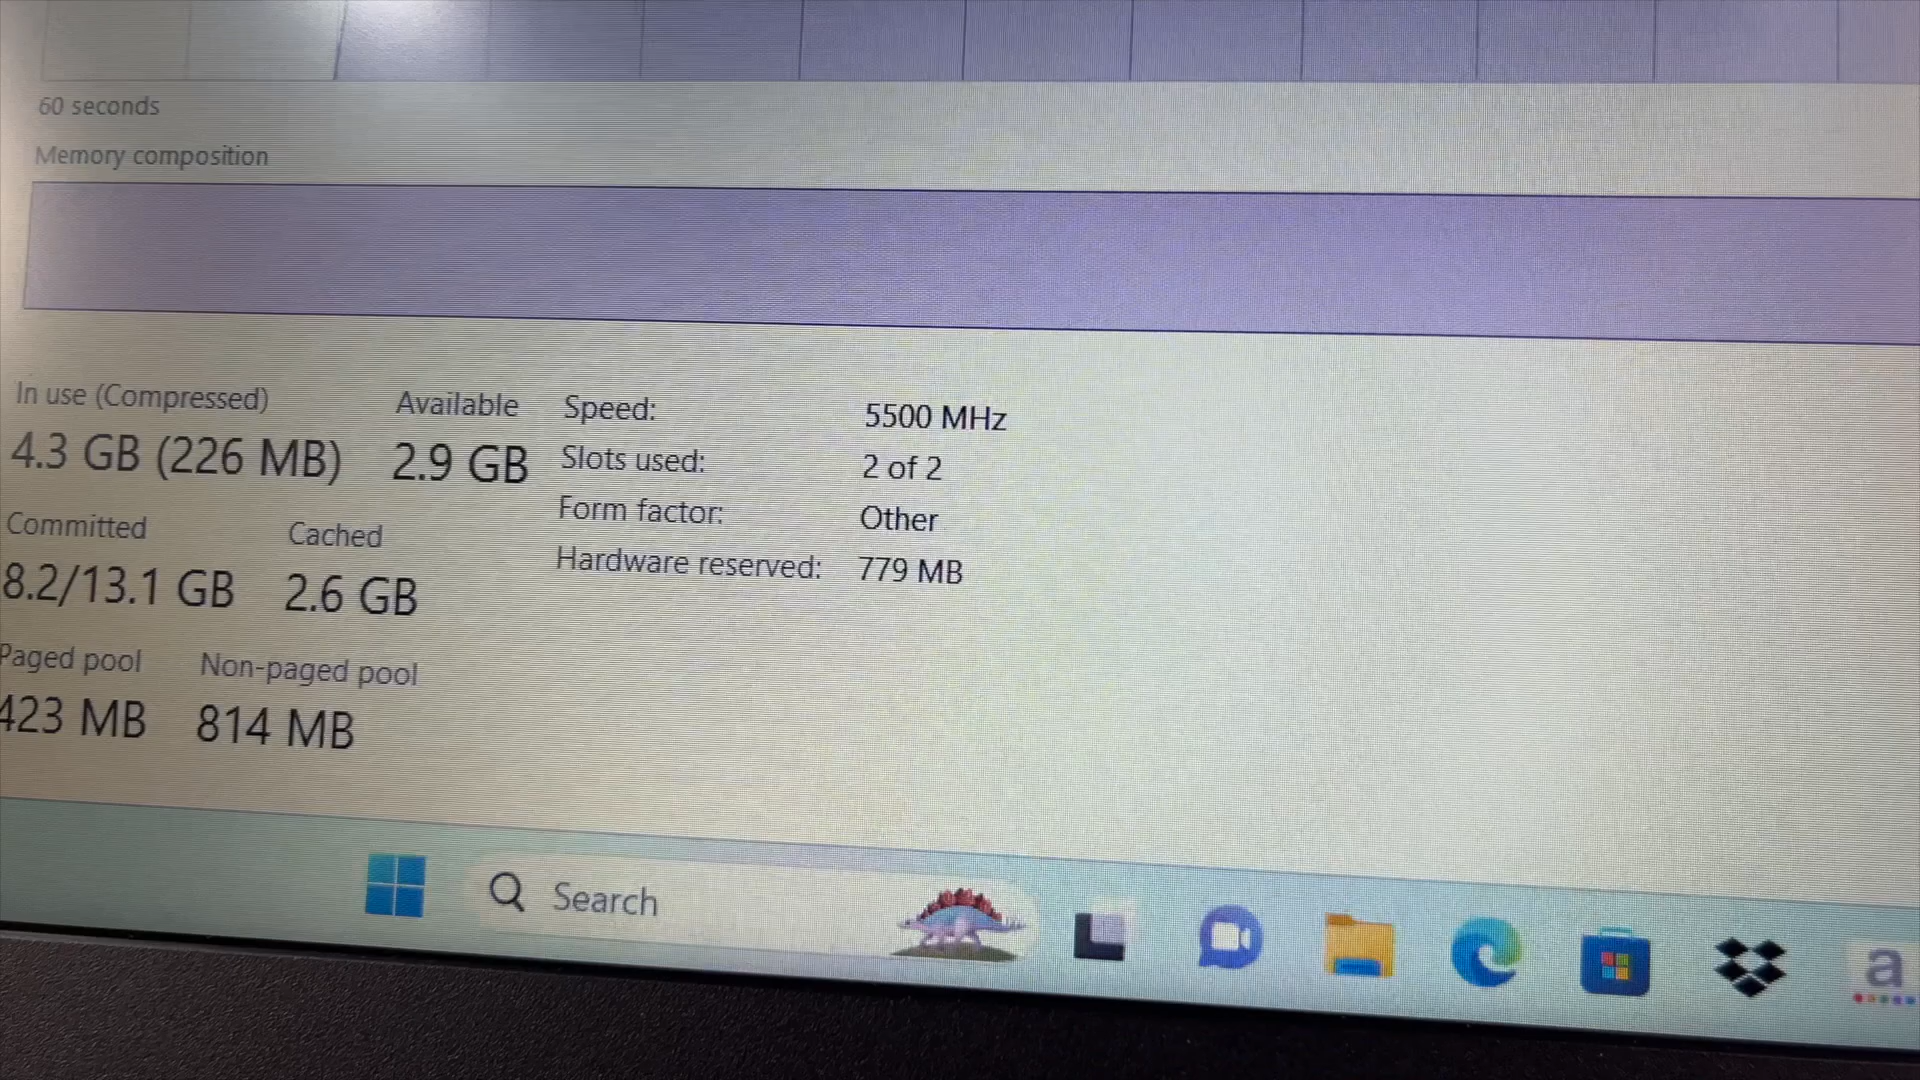 60 seconds
Memory composition
In use (Compressed)
4.3 GB (226 MB)
Available
2.9 GB
Committed
8.2/13.1 GB
Cached
2.6 GB
Paged pool
423 MB
Non-paged pool
814 MB
Speed: 5500 MHz
Slots used: 2 of 2
Form factor: Other
Hardware reserved: 779 MB
Search
a